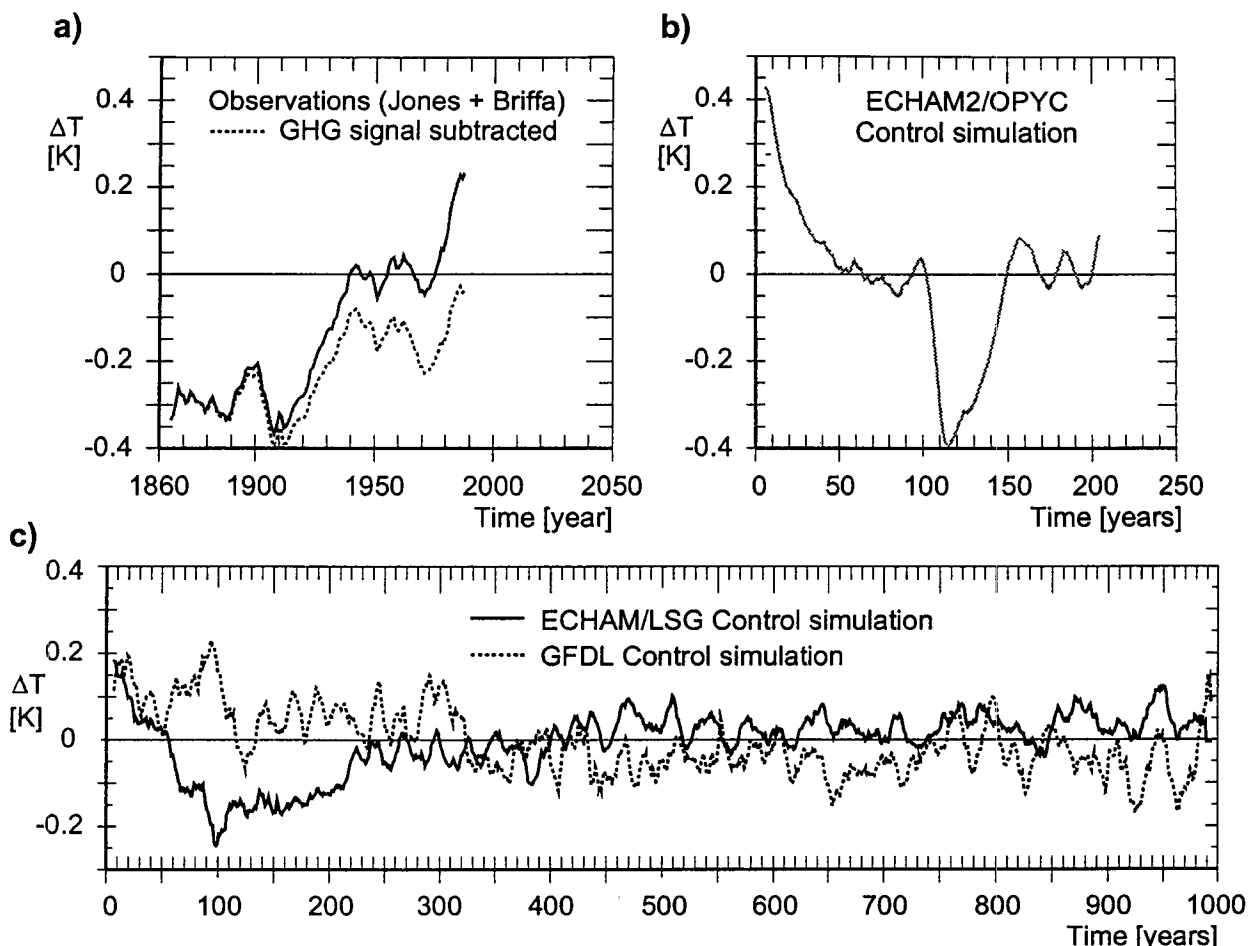 a)
0.4
ΔT
[K]
0.2
0
-0.2
-0.4
Observations (Jones + Briffa)
GHG signal subtracted
1860 1900 1950 2000 2050
Time [year]
b)
0.4
ΔT
[K]
0.2
0
-0.2
-0.4
ECHAM2/OPYC
Control simulation
0 50 100 150 200 250
Time [years]
c)
0.4
0.2
ΔT
[K]
0
-0.2
ECHAM/LSG Control simulation
GFDL Control simulation
0 100 200 300 400 500 600 700 800 900 1000
Time [years]